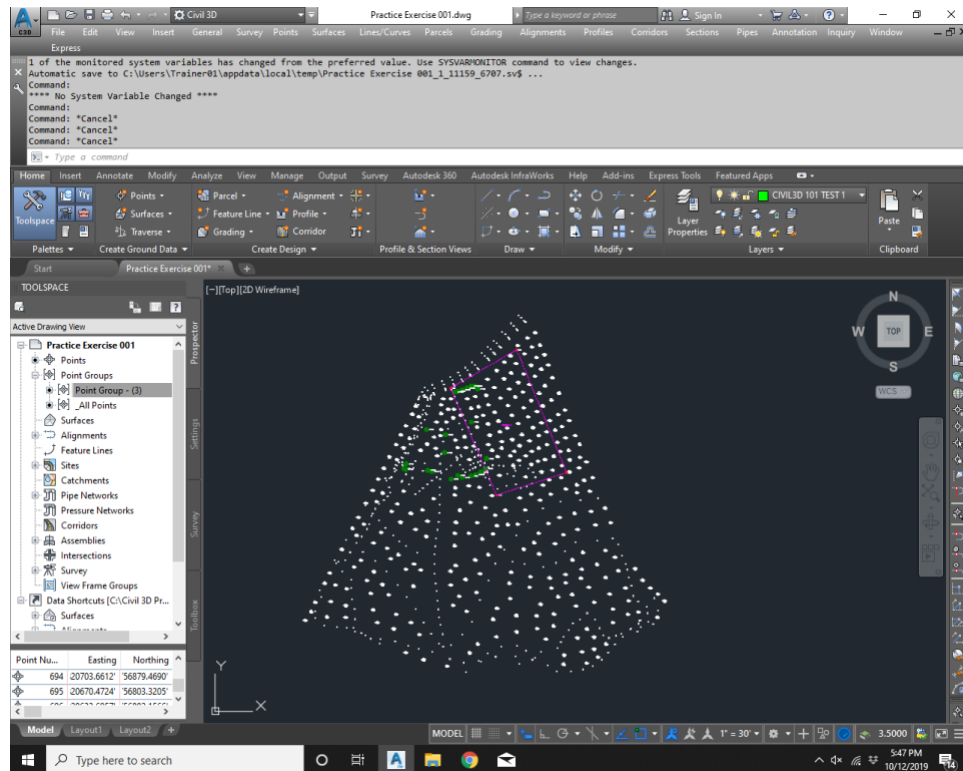 Civil 3D Practice Exercise 001.dwg Type a keyword or phrase Sign In
C3D File Edit View Insert General Survey Points Surfaces Lines/Curves Parcels Grading Alignments Profiles Corridors Sections Pipes Annotation Inquiry Window
Express
1 of the monitored system variables has changed from the preferred value. Use SYSVARMONITOR command to view changes.
Automatic save to C:\Users\Trainer01\appdata\local\temp\Practice Exercise 001_1_11159_6707.sv$ ...
Command:
**** No System Variable Changed ****
Command:
Command: *Cancel*
Command: *Cancel*
Command: *Cancel*
Type a command
Home Insert Annotate Modify Analyze View Manage Output Survey Autodesk 360 Autodesk InfraWorks Help Add-ins Express Tools Featured Apps
Toolspace Points Parcel Alignment CIVIL3D 101 TEST 1
Surfaces Feature Line Profile Layer Paste
Traverse Grading Corridor Properties
Palettes Create Ground Data Create Design Profile & Section Views Draw Modify Layers Clipboard
Start Practice Exercise 001*
TOOLSPACE
[−][Top][2D Wireframe]
N
W TOP E
S
WCS
Active Drawing View
Practice Exercise 001
Points
Point Groups
Point Group - (3)
_All Points
Surfaces
Alignments
Feature Lines
Sites
Catchments
Pipe Networks
Pressure Networks
Corridors
Assemblies
Intersections
Survey
View Frame Groups
Data Shortcuts [C:\Civil 3D Pr...
Surfaces
Prospector
Settings
Survey
Toolbox
Point Nu... Easting Northing
694 20703.6612' '56879.4690'
695 20670.4724' '56803.3205'
Y
X
Model Layout1 Layout2 MODEL 1" = 30' 3.5000
Type here to search 5:47 PM
10/12/2019 14